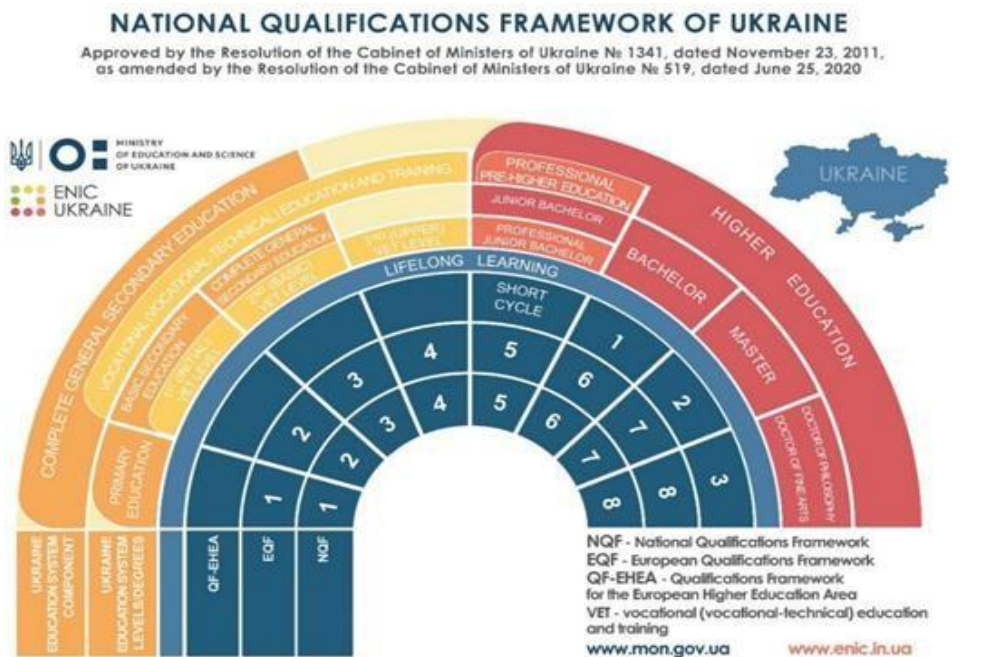 NATIONAL QUALIFICATIONS FRAMEWORK OF UKRAINE
Approved by the Resolution of the Cabinet of Ministers of Ukraine № 1341, dated November 23, 2011,
as amended by the Resolution of the Cabinet of Ministers of Ukraine № 519, dated June 25, 2020
MINISTRY
OF EDUCATION AND SCIENCE
OF UKRAINE
ENIC
UKRAINE
UKRAINE
COMPLETE GENERAL SECONDARY EDUCATION
VOCATIONAL (VOCATIONAL-TECHNICAL) EDUCATION AND TRAINING
PRIMARY
EDUCATION
BASIC SECONDARY
EDUCATION
VET LEVEL
COMPLETE GENERAL
SECONDARY EDUCATION
VET LEVEL
(UPPER)
VET LEVEL
PROFESSIONAL
PRE-HIGHER EDUCATION
JUNIOR BACHELOR
PROFESSIONAL
JUNIOR BACHELOR
HIGHER EDUCATION
BACHELOR
MASTER
DOCTOR OF PHILOSOPHY
DOCTOR OF FINE ARTS
LIFELONG LEARNING
SHORT
CYCLE
1
2
3
1
2
3
4
5
6
7
8
1
2
3
4
5
6
7
8
UKRAINE
EDUCATION SYSTEM
COMPONENT
UKRAINE
EDUCATION SYSTEM
LEVELS/DEGREES
QF-EHEA
EQF
NQF
NQF - National Qualifications Framework
EQF - European Qualifications Framework
QF-EHEA - Qualifications Framework
for the European Higher Education Area
VET - vocational (vocational-technical) education
and training
www.mon.gov.ua
www.enic.in.ua